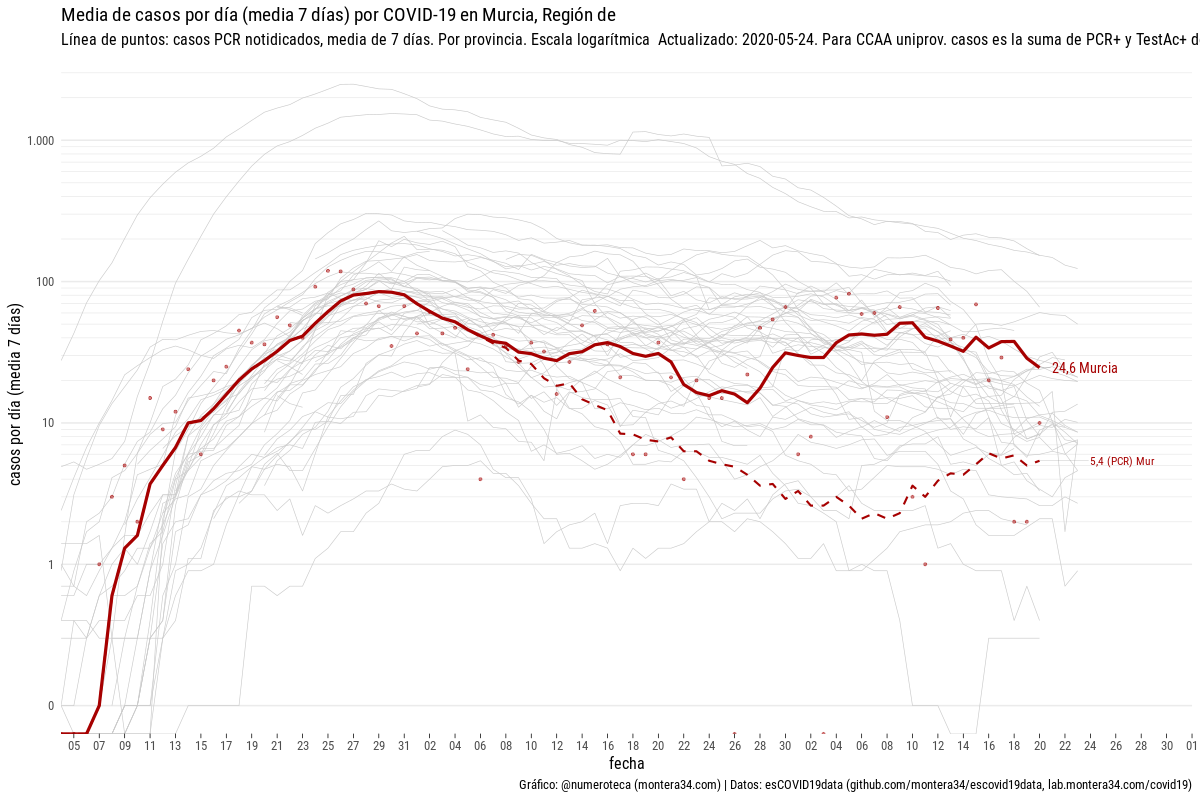 Media de casos por día (media 7 días) por COVID-19 en Murcia, Región de
Línea de puntos: casos PCR notidicados, media de 7 días. Por provincia. Escala logarítmica  Actualizado: 2020-05-24. Para CCAA uniprov. casos es la suma de PCR+ y TestAc+ d
casos por día (media 7 días)
1.000
100
10
1
0
24,6 Murcia
5,4 (PCR) Mur
05 07 09 11 13 15 17 19 21 23 25 27 29 31 02 04 06 08 10 12 14 16 18 20 22 24 26 28 30 02 04 06 08 10 12 14 16 18 20 22 24 26 28 30 01
fecha
Gráfico: @numeroteca (montera34.com) | Datos: esCOVID19data (github.com/montera34/escovid19data, lab.montera34.com/covid19)